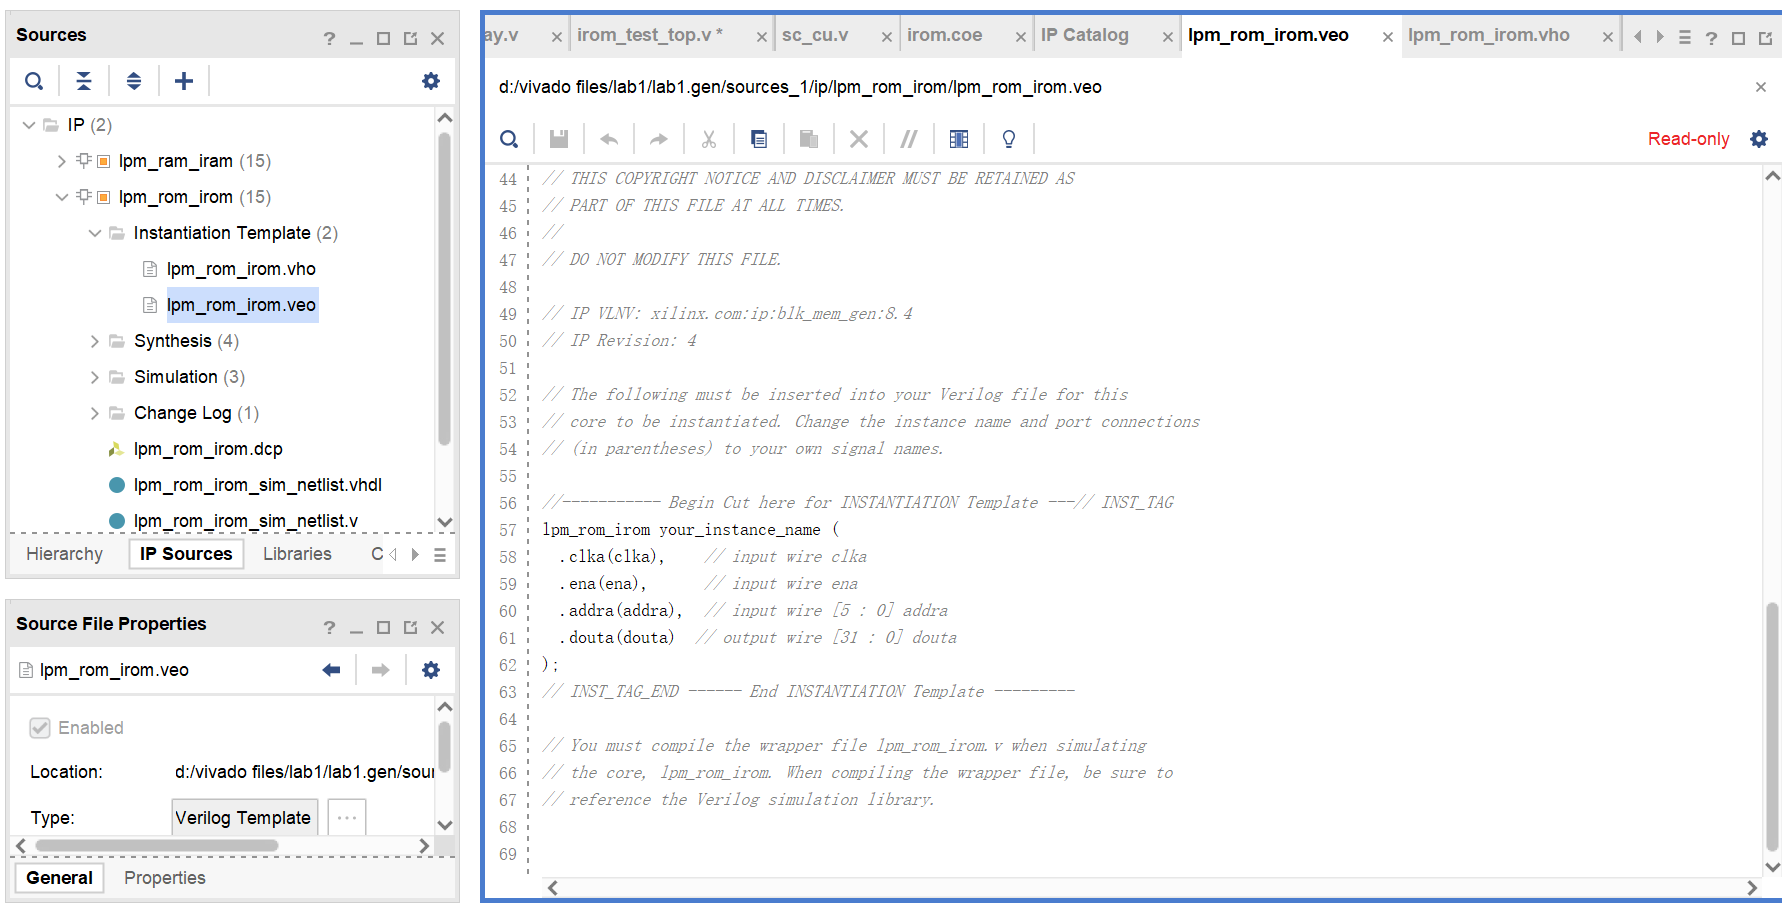 Sources
IP (2)
lpm_ram_iram (15)
lpm_rom_irom (15)
Instantiation Template (2)
lpm_rom_irom.vho
lpm_rom_irom.veo
Synthesis (4)
Simulation (3)
Change Log (1)
lpm_rom_irom.dcp
lpm_rom_irom_sim_netlist.vhdl
lpm_rom_irom_sim_netlist.v
Hierarchy IP Sources Libraries C
Source File Properties
lpm_rom_irom.veo
Enabled
Location: d:/vivado files/lab1/lab1.gen/sour
Type: Verilog Template ...
General Properties
ay.v irom_test_top.v * sc_cu.v irom.coe IP Catalog lpm_rom_irom.veo lpm_rom_irom.vho
d:/vivado files/lab1/lab1.gen/sources_1/ip/lpm_rom_irom/lpm_rom_irom.veo
Read-only
44 // THIS COPYRIGHT NOTICE AND DISCLAIMER MUST BE RETAINED AS
45 // PART OF THIS FILE AT ALL TIMES.
46 //
47 // DO NOT MODIFY THIS FILE.
48
49 // IP VLNV: xilinx.com:ip:blk_mem_gen:8.4
50 // IP Revision: 4
51
52 // The following must be inserted into your Verilog file for this
53 // core to be instantiated. Change the instance name and port connections
54 // (in parentheses) to your own signal names.
55
56 //----------- Begin Cut here for INSTANTIATION Template ---// INST_TAG
57 lpm_rom_irom your_instance_name (
58 .clka(clka), // input wire clka
59 .ena(ena), // input wire ena
60 .addra(addra), // input wire [5 : 0] addra
61 .douta(douta) // output wire [31 : 0] douta
62 );
63 // INST_TAG_END ------ End INSTANTIATION Template ---------
64
65 // You must compile the wrapper file lpm_rom_irom.v when simulating
66 // the core, lpm_rom_irom. When compiling the wrapper file, be sure to
67 // reference the Verilog simulation library.
68
69